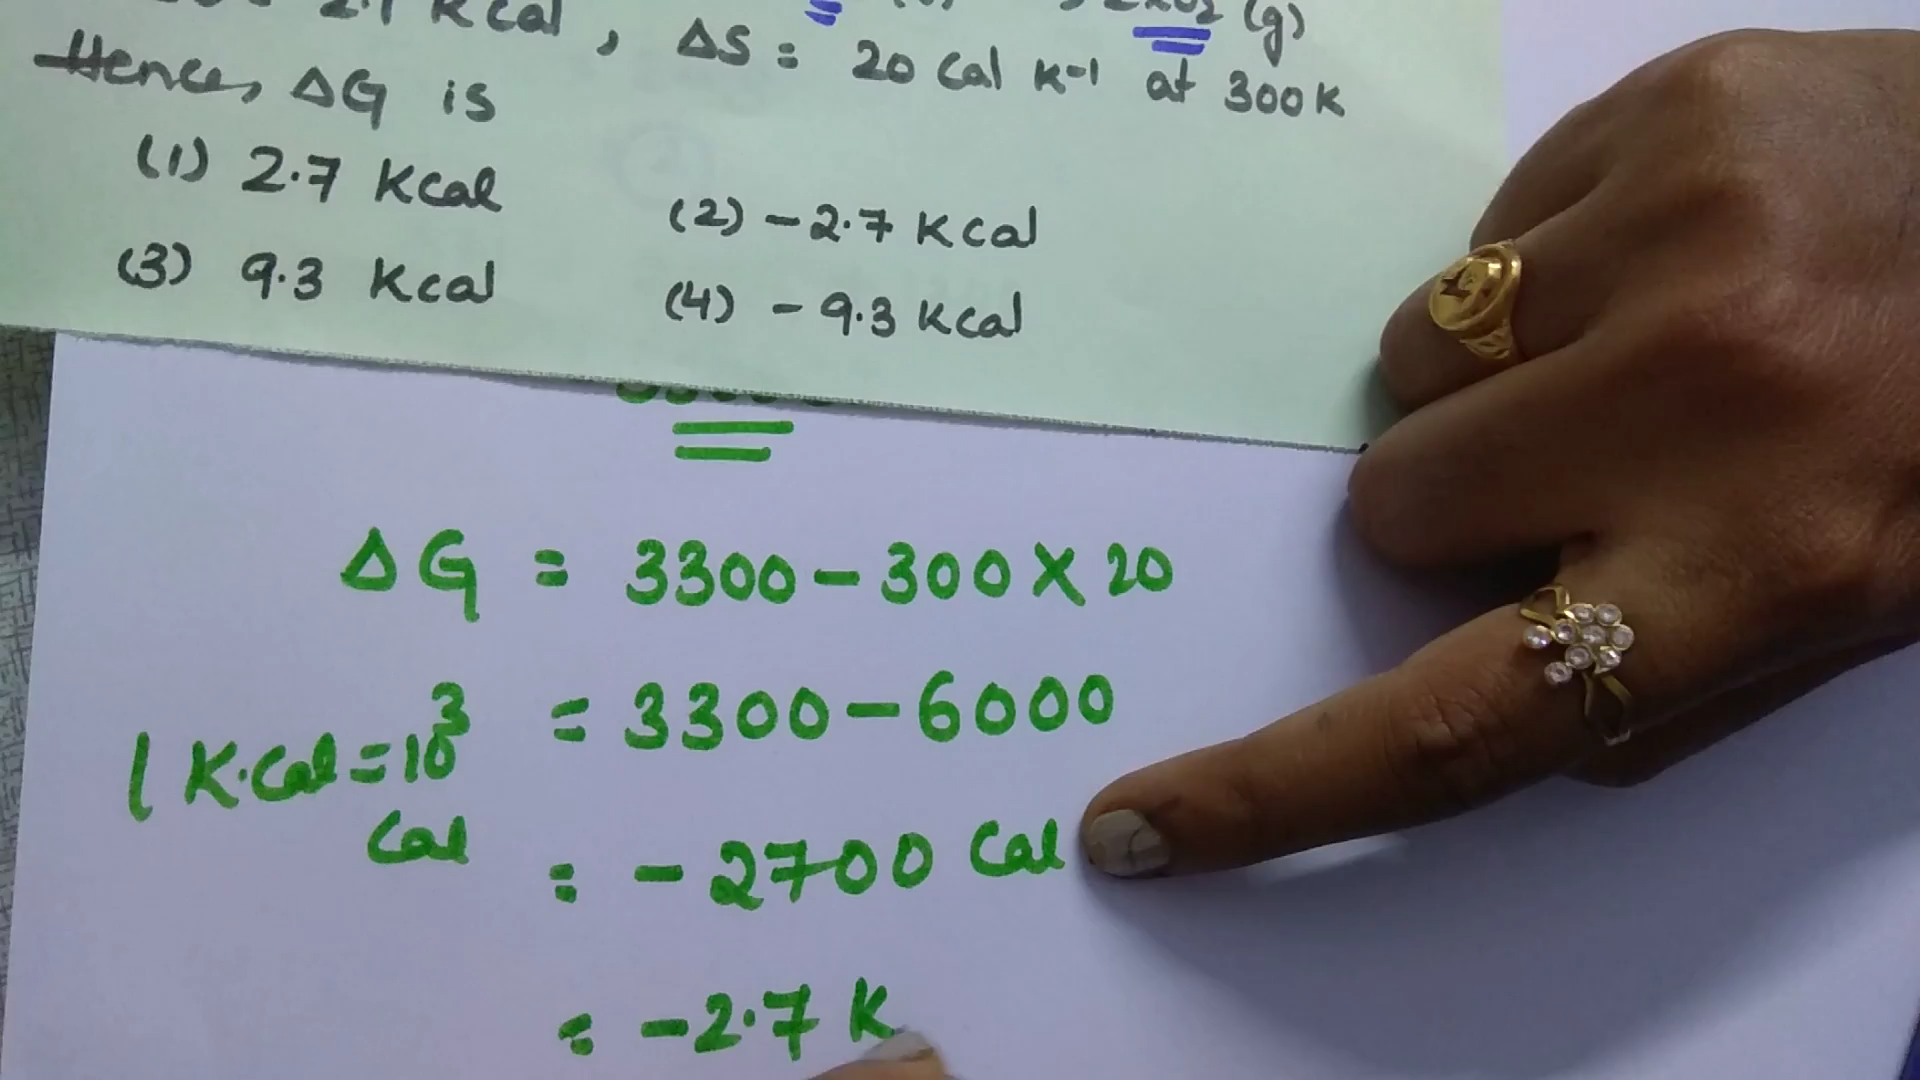 2.1 Kcal, ΔS = 20 Cal K-1 at 300K
(g)
Hence, ΔG is
(1) 2.7 Kcal
(2) -2.7 Kcal
(3) 9.3 Kcal
(4) -9.3 Kcal
ΔG = 3300-300×20
= 3300-6000
1 K.Cal = 10³
Cal
= -2700 Cal
= -2.7 K